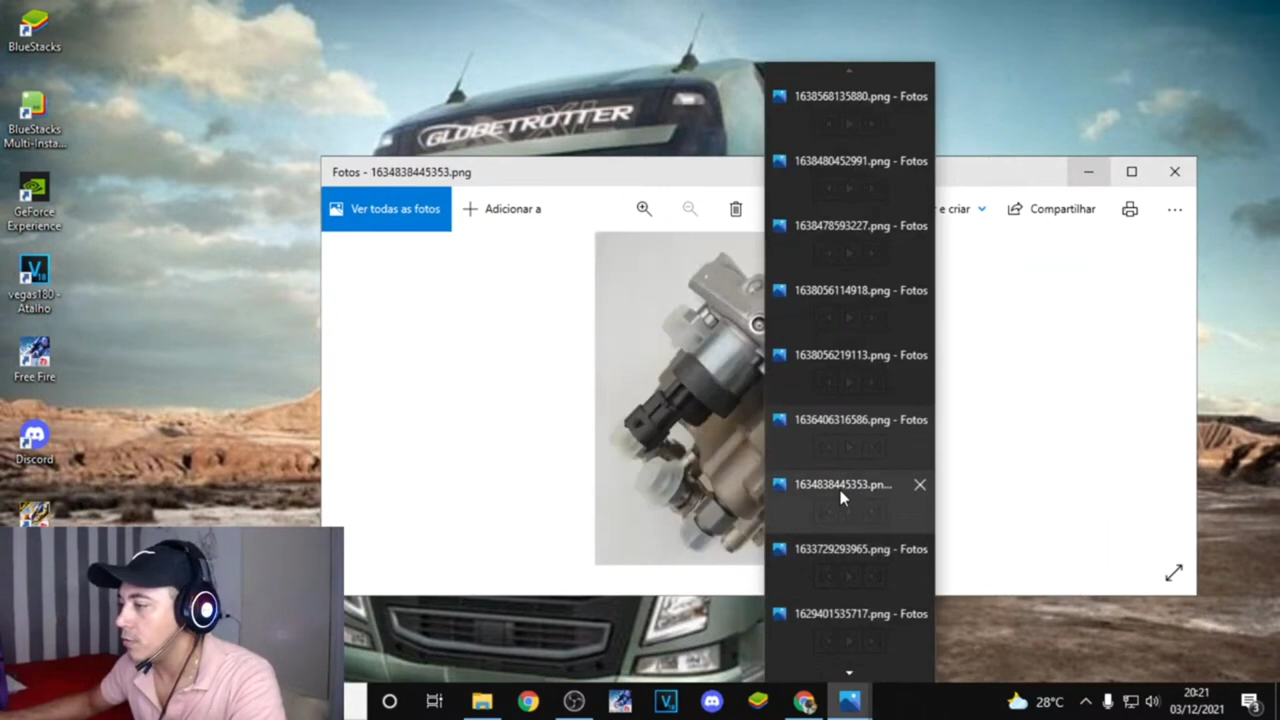 BlueStacks
BlueStacks
Multi-Insta...
GeForce
Experience
vegas180 -
Atalho
Free Fire
Discord
GLOBETROTTER
XL
Fotos - 1634838445353.png
Ver todas as fotos
Adicionar a
r e criar
Compartilhar
1638568135880.png - Fotos
1638480452991.png - Fotos
1638478593227.png - Fotos
1638056114918.png - Fotos
1638056219113.png - Fotos
1636406316586.png - Fotos
1634838445353.pn...
1633729293965.png - Fotos
1629401535717.png - Fotos
28°C
20:21
03/12/2021
3